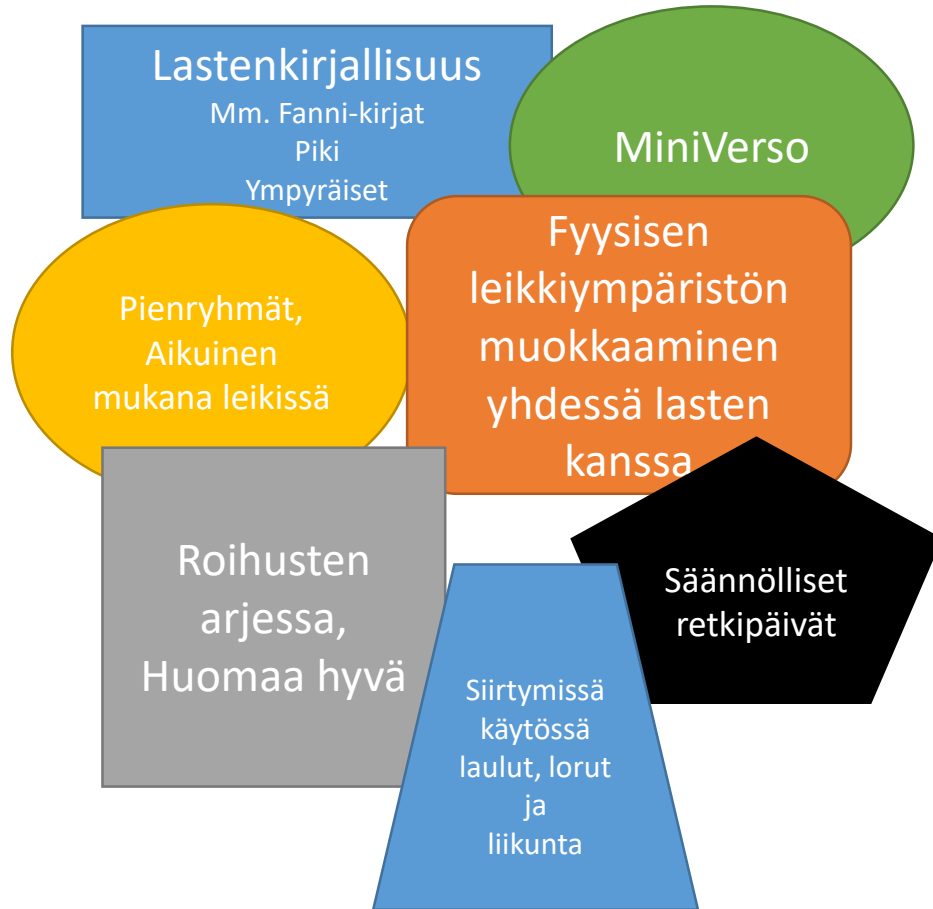 Lastenkirjallisuus
Mm. Fanni-kirjat
Piki
Ympyräiset
MiniVerso
Fyysisen
leikkiympäristön
muokkaaminen
yhdessä lasten
kanssa
Pienryhmät,
Aikuinen
mukana leikissä
Roihusten
arjessa,
Huomaa hyvä
Säännölliset
retkipäivät
Siirtymissä
käytössä
laulut, lorut
ja
liikunta